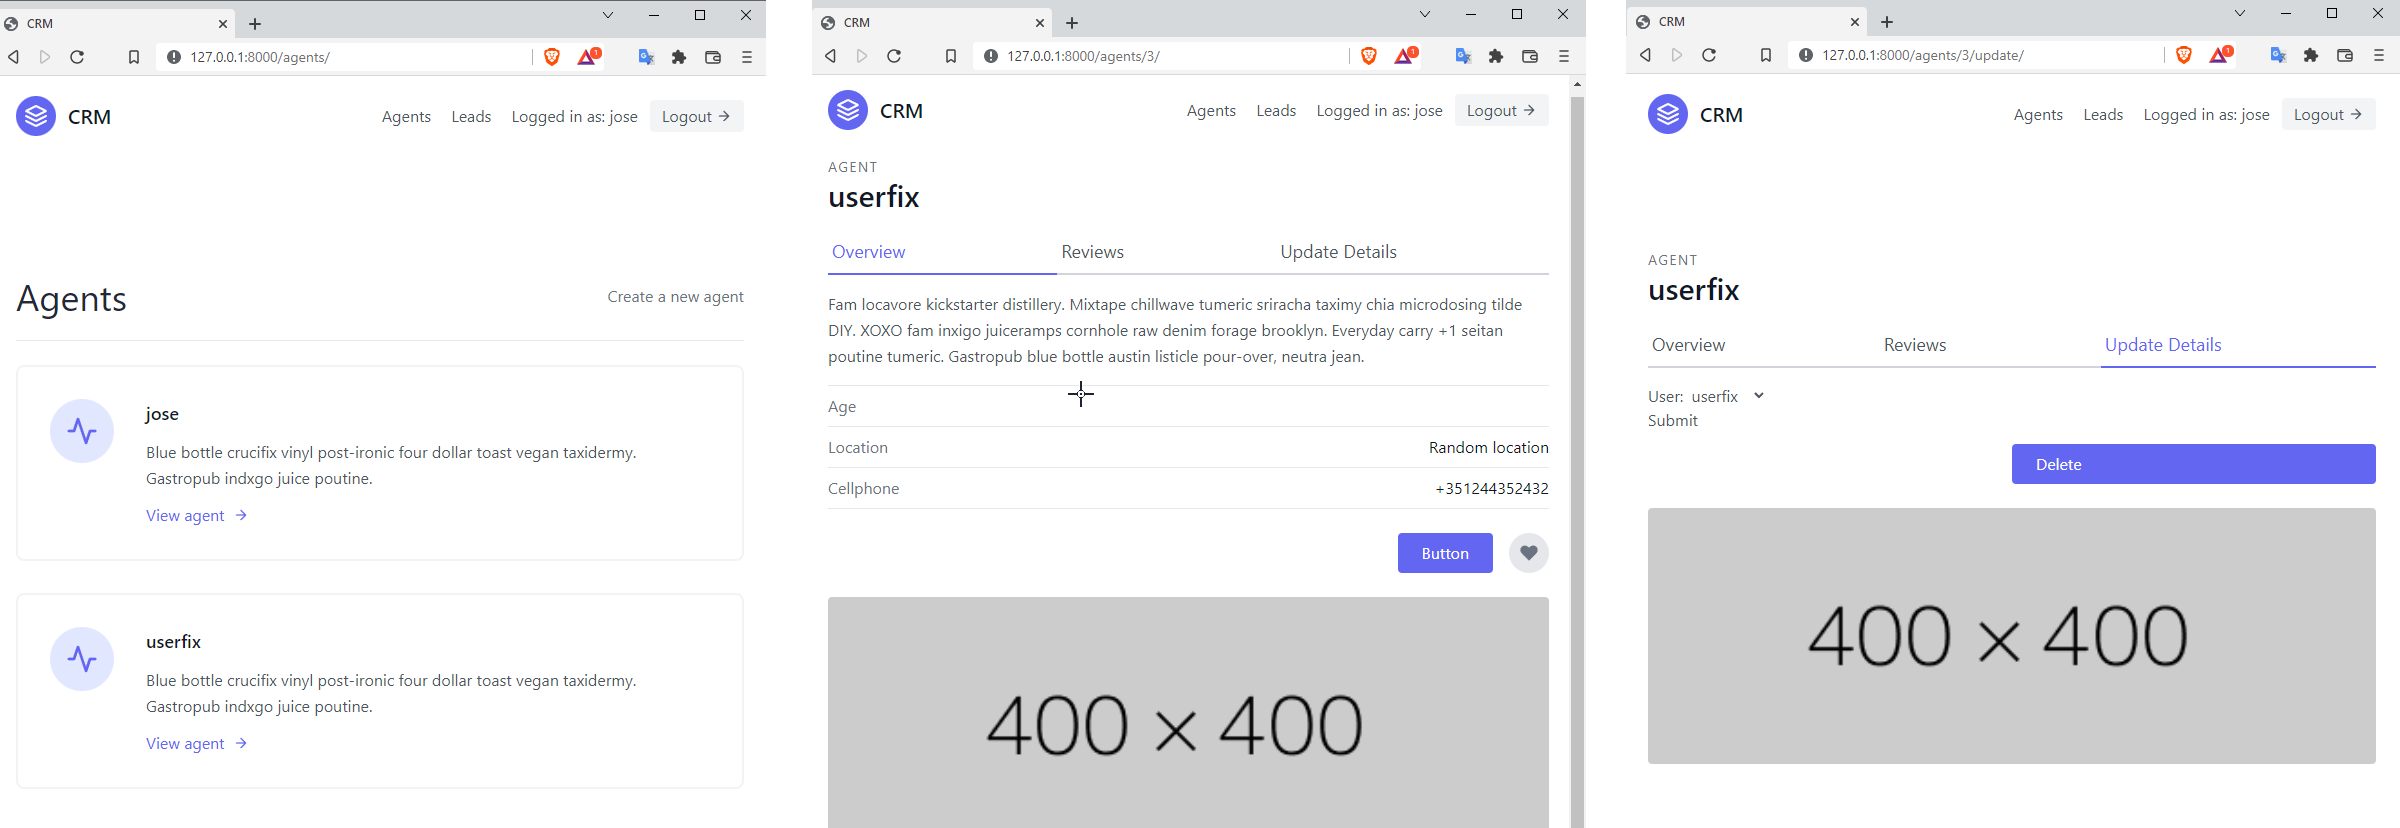 CRM
127.0.0.1:8000/agents/
1
CRM
Agents
Leads
Logged in as: jose
Logout →
Agents
Create a new agent
jose
Blue bottle crucifix vinyl post-ironic four dollar toast vegan taxidermy.
Gastropub indxgo juice poutine.
View agent →
userfix
Blue bottle crucifix vinyl post-ironic four dollar toast vegan taxidermy.
Gastropub indxgo juice poutine.
View agent →
CRM
127.0.0.1:8000/agents/3/
1
CRM
Agents
Leads
Logged in as: jose
Logout →
AGENT
userfix
Overview
Reviews
Update Details
Fam locavore kickstarter distillery. Mixtape chillwave tumeric sriracha taximy chia microdosing tilde
DIY. XOXO fam inxigo juiceramps cornhole raw denim forage brooklyn. Everyday carry +1 seitan
poutine tumeric. Gastropub blue bottle austin listicle pour-over, neutra jean.
Age
Location
Random location
Cellphone
+351244352432
Button
400 × 400
CRM
127.0.0.1:8000/agents/3/update/
1
CRM
Agents
Leads
Logged in as: jose
Logout →
AGENT
userfix
Overview
Reviews
Update Details
User: userfix
Submit
Delete
400 × 400